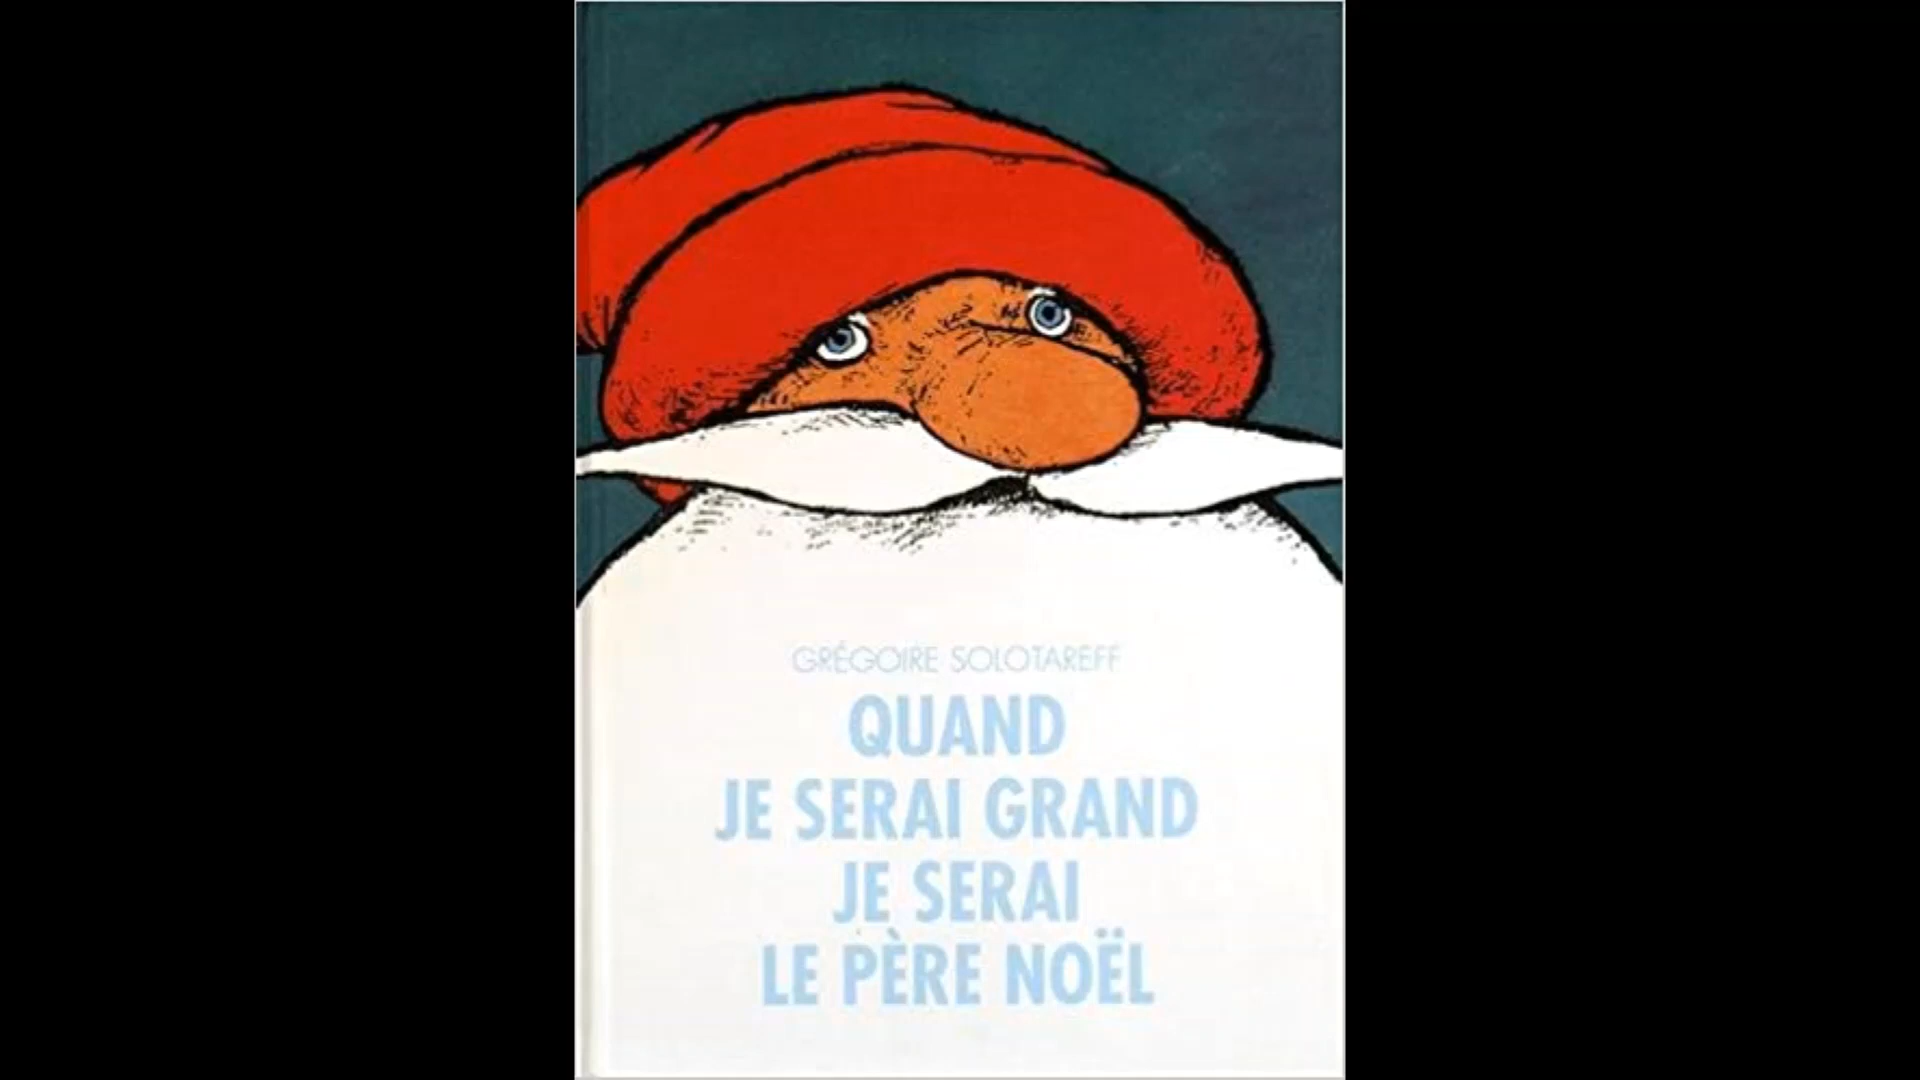 GRÉGOIRE SOLOTAREFF
QUAND
JE SERAI GRAND
JE SERAI
LE PÈRE NOËL